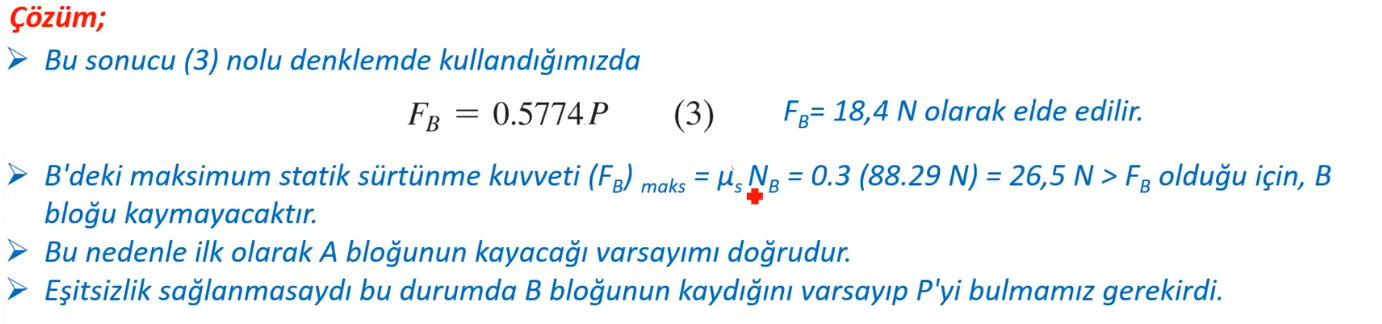 Çözüm;
➢ Bu sonucu (3) nolu denklemde kullandığımızda
F_B = 0.5774P (3) F_B= 18,4 N olarak elde edilir.
➢ B'deki maksimum statik sürtünme kuvveti (F_B) maks = μ_s N_B = 0.3 (88.29 N) = 26,5 N > F_B olduğu için, B
bloğu kaymayacaktır.
➢ Bu nedenle ilk olarak A bloğunun kayacağı varsayımı doğrudur.
➢ Eşitsizlik sağlanmasaydı bu durumda B bloğunun kaydığını varsayıp P'yi bulmamız gerekirdi.